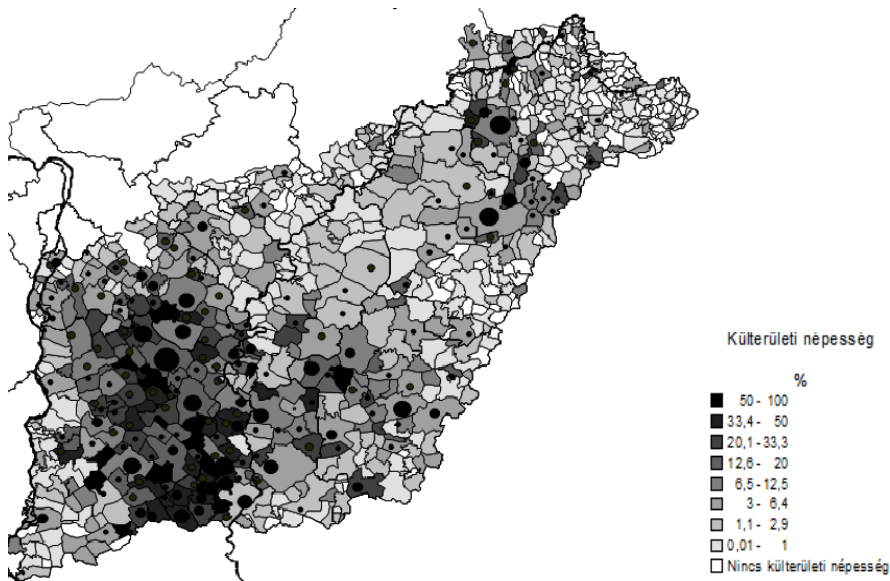 Külterületi népesség
%
50 - 100
33,4 - 50
20,1 - 33,3
12,6 - 20
6,5 - 12,5
3 - 6,4
1,1 - 2,9
0,01 - 1
Nincs külterületi népesség